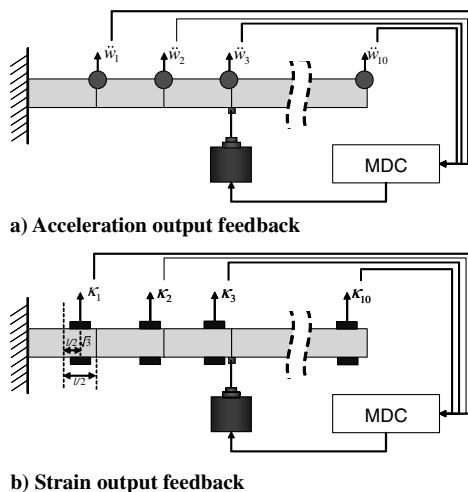 ẅ₁ ẅ₂ ẅ₃ ẅ₁₀
MDC
a) Acceleration output feedback
κ₁ κ₂ κ₃ κ₁₀
l/2 √3
l/2
MDC
b) Strain output feedback